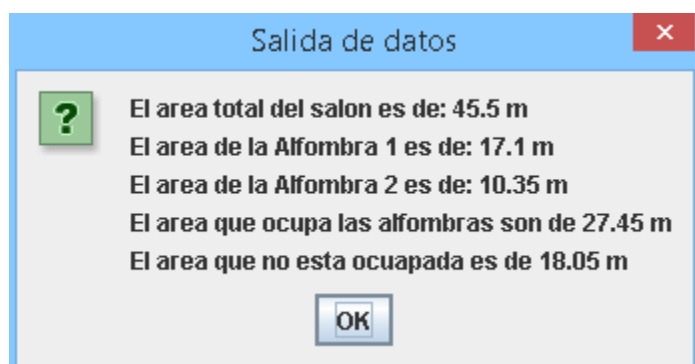 Salida de datos
El area total del salon es de: 45.5 m
El area de la Alfombra 1 es de: 17.1 m
El area de la Alfombra 2 es de: 10.35 m
El area que ocupa las alfombras son de 27.45 m
El area que no esta ocuapada es de 18.05 m
OK